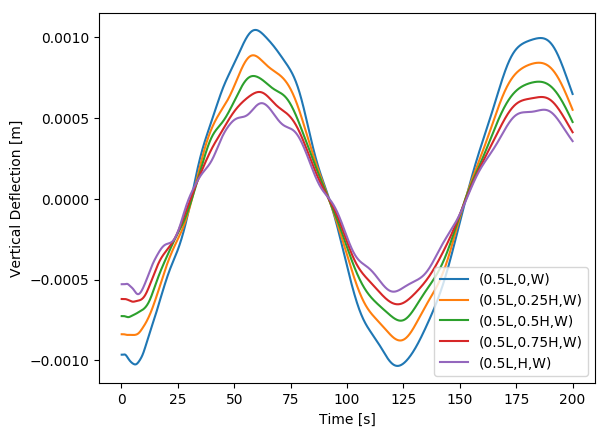 0.0010
0.0005
0.0000
−0.0005
−0.0010
Vertical Deflection [m]
(0.5L,0,W)
(0.5L,0.25H,W)
(0.5L,0.5H,W)
(0.5L,0.75H,W)
(0.5L,H,W)
0 25 50 75 100 125 150 175 200
Time [s]